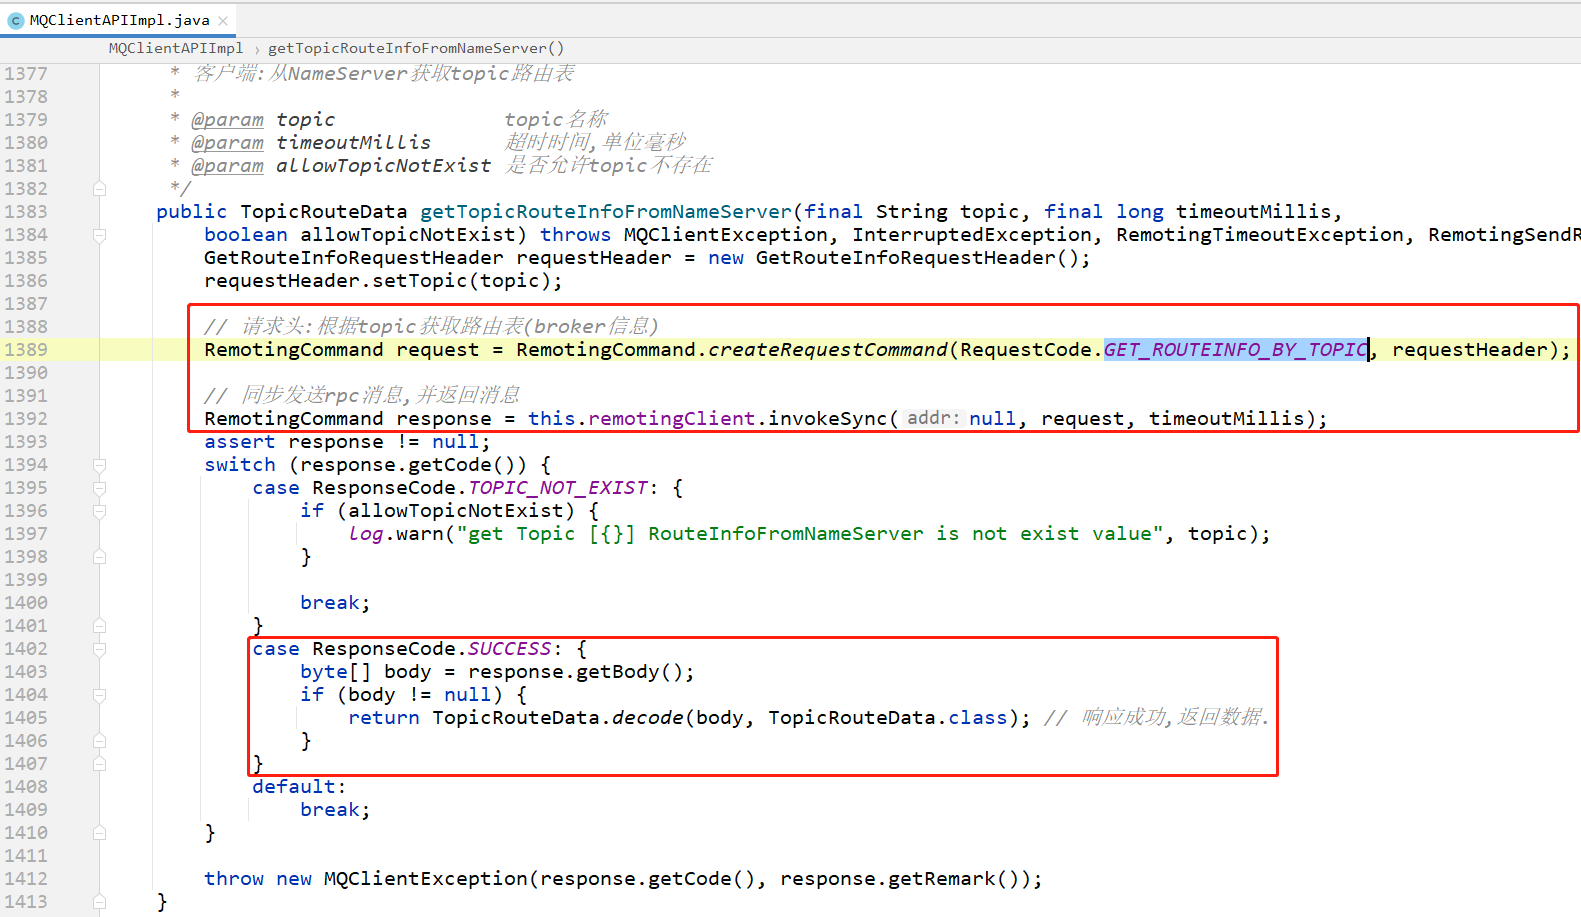 MQClientAPIImpl.java
MQClientAPIImpl › getTopicRouteInfoFromNameServer()
1377 * 客户端:从NameServer获取topic路由表
1378 *
1379 * @param topic topic名称
1380 * @param timeoutMillis 超时时间,单位毫秒
1381 * @param allowTopicNotExist 是否允许topic不存在
1382 */
1383 public TopicRouteData getTopicRouteInfoFromNameServer(final String topic, final long timeoutMillis,
1384 boolean allowTopicNotExist) throws MQClientException, InterruptedException, RemotingTimeoutException, RemotingSendR
1385 GetRouteInfoRequestHeader requestHeader = new GetRouteInfoRequestHeader();
1386 requestHeader.setTopic(topic);
1387
1388 // 请求头:根据topic获取路由表(broker信息)
1389 RemotingCommand request = RemotingCommand.createRequestCommand(RequestCode.GET_ROUTEINFO_BY_TOPIC, requestHeader);
1390
1391 // 同步发送rpc消息,并返回消息
1392 RemotingCommand response = this.remotingClient.invokeSync( addr: null, request, timeoutMillis);
1393 assert response != null;
1394 switch (response.getCode()) {
1395 case ResponseCode.TOPIC_NOT_EXIST: {
1396 if (allowTopicNotExist) {
1397 log.warn("get Topic [{}] RouteInfoFromNameServer is not exist value", topic);
1398 }
1399
1400 break;
1401 }
1402 case ResponseCode.SUCCESS: {
1403 byte[] body = response.getBody();
1404 if (body != null) {
1405 return TopicRouteData.decode(body, TopicRouteData.class); // 响应成功,返回数据.
1406 }
1407 }
1408 default:
1409 break;
1410 }
1411
1412 throw new MQClientException(response.getCode(), response.getRemark());
1413 }